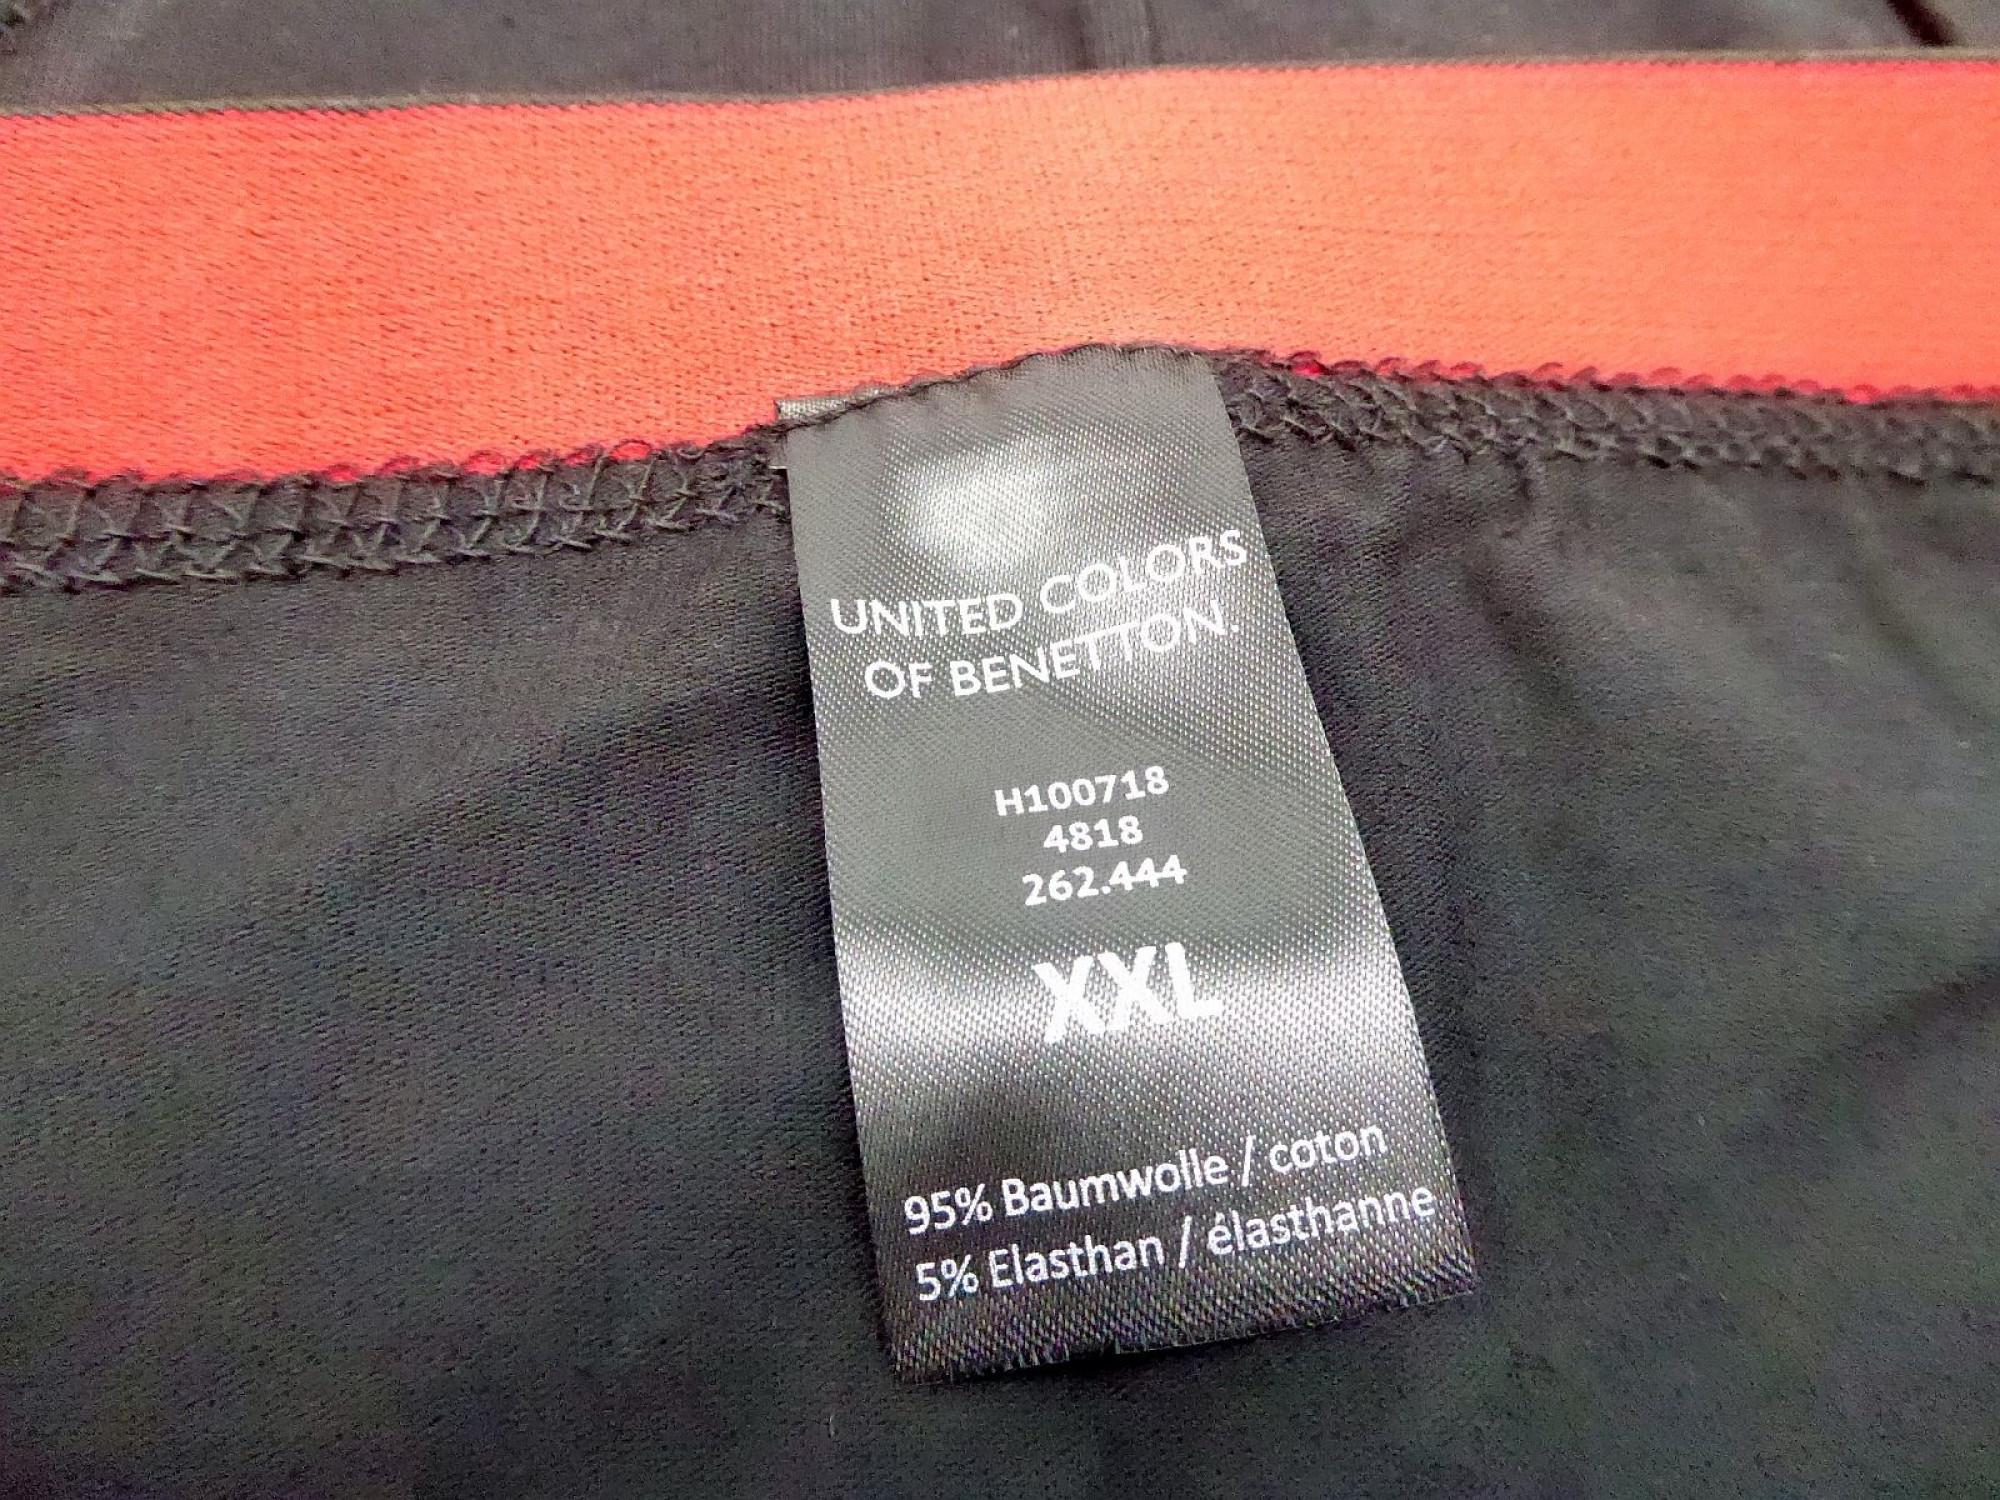 UNITED COLORS
OF BENETTON.
H100718
4818
262.444
XXL
95% Baumwolle / coton
5% Elasthan / élasthanne